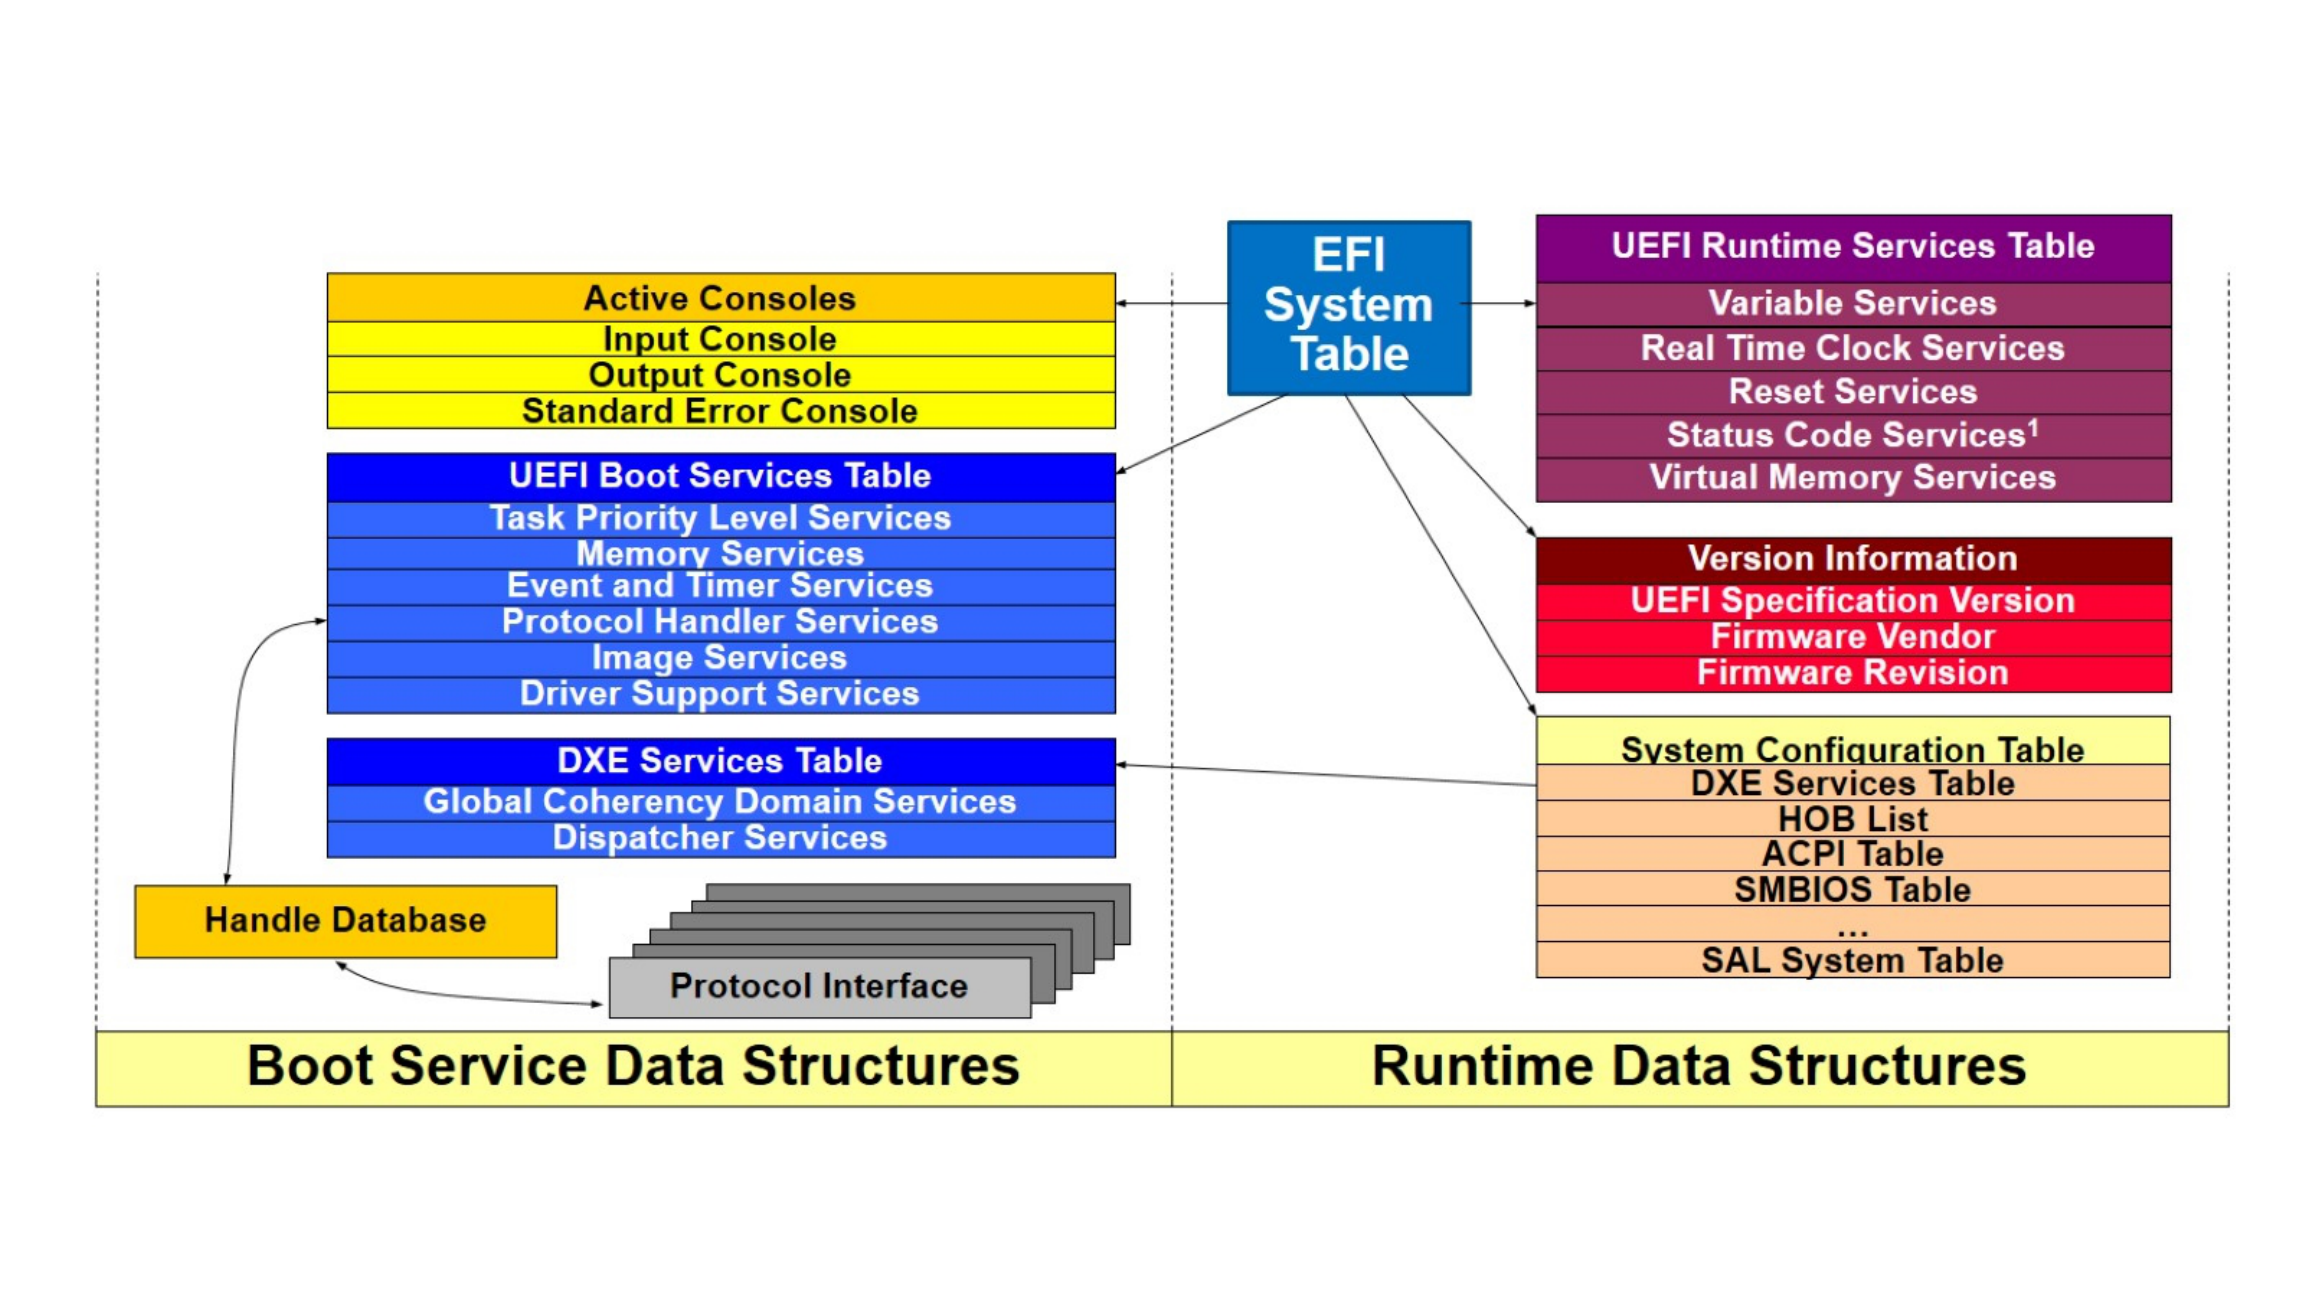 EFI
System
Table
Active Consoles
Input Console
Output Console
Standard Error Console
UEFI Boot Services Table
Task Priority Level Services
Memory Services
Event and Timer Services
Protocol Handler Services
Image Services
Driver Support Services
DXE Services Table
Global Coherency Domain Services
Dispatcher Services
Handle Database
Protocol Interface
UEFI Runtime Services Table
Variable Services
Real Time Clock Services
Reset Services
Status Code Services¹
Virtual Memory Services
Version Information
UEFI Specification Version
Firmware Vendor
Firmware Revision
System Configuration Table
DXE Services Table
HOB List
ACPI Table
SMBIOS Table
...
SAL System Table
Boot Service Data Structures
Runtime Data Structures